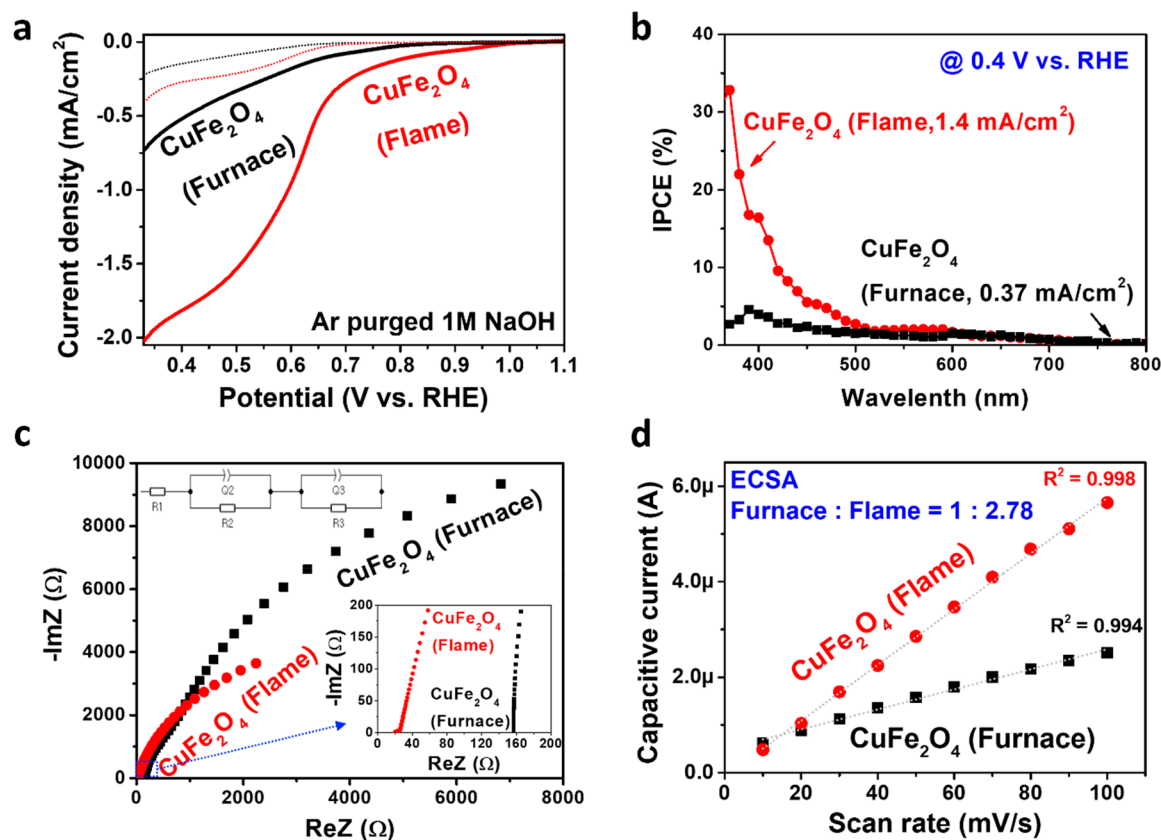 a
Current density (mA/cm²)
0.0
-0.5
-1.0
-1.5
-2.0
CuFe₂O₄
(Furnace)
CuFe₂O₄
(Flame)
Ar purged 1M NaOH
0.4 0.5 0.6 0.7 0.8 0.9 1.0 1.1
Potential (V vs. RHE)
b
IPCE (%)
40
30
20
10
0
@ 0.4 V vs. RHE
CuFe₂O₄ (Flame,1.4 mA/cm²)
CuFe₂O₄
(Furnace, 0.37 mA/cm²)
400 500 600 700 800
Wavelenth (nm)
c
-ImZ (Ω)
10000
8000
6000
4000
2000
0
R1
Q2
R2
Q3
R3
CuFe₂O₄ (Furnace)
CuFe₂O₄ (Flame)
-ImZ (Ω)
200
150
100
50
0
CuFe₂O₄
(Flame)
CuFe₂O₄
(Furnace)
0 40 80 120 160 200
ReZ (Ω)
0 2000 4000 6000 8000
ReZ (Ω)
d
Capacitive current (A)
6.0μ
4.0μ
2.0μ
0.0
ECSA
Furnace : Flame = 1 : 2.78
R² = 0.998
CuFe₂O₄ (Flame)
R² = 0.994
CuFe₂O₄ (Furnace)
20 40 60 80 100
Scan rate (mV/s)